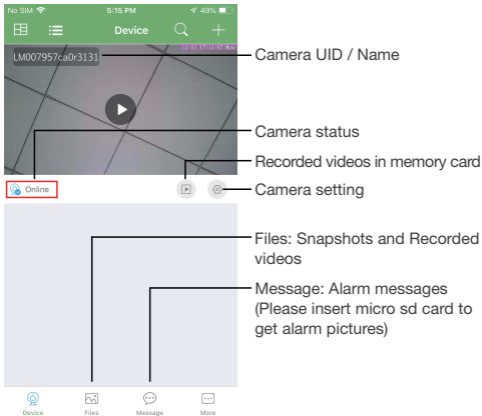 No SIM 5:15 PM 49%
Device
LM007957ca0r3131
Camera UID / Name
Camera status
Recorded videos in memory card
Online
Camera setting
Files: Snapshots and Recorded
videos
Message: Alarm messages
(Please insert micro sd card to
get alarm pictures)
Device Files Message More